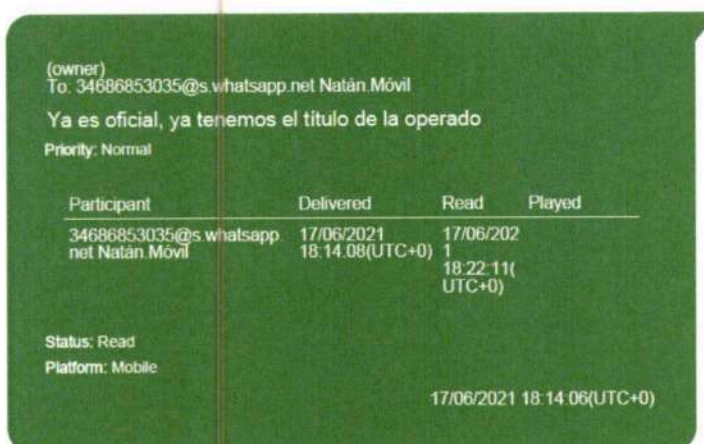 (owner)
To: 34686853035@s.whatsapp.net Natán.Móvil
Ya es oficial, ya tenemos el título de la operado
Priority: Normal
Participant Delivered Read Played
34686853035@s.whatsapp. 17/06/2021 17/06/202
net Natán.Móvil 18:14:08(UTC+0) 1
18:22:11(
UTC+0)
Status: Read
Platform: Mobile
17/06/2021 18:14:06(UTC+0)